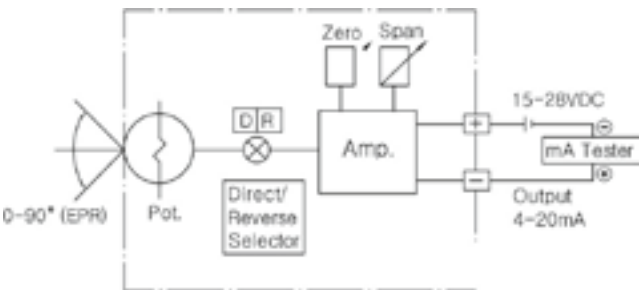 Zero Span
D R
15-28VDC
+
Amp.
mA Tester
Direct/
Reverse
Selector
0-90° (EPR)
Pot.
Output
4-20mA